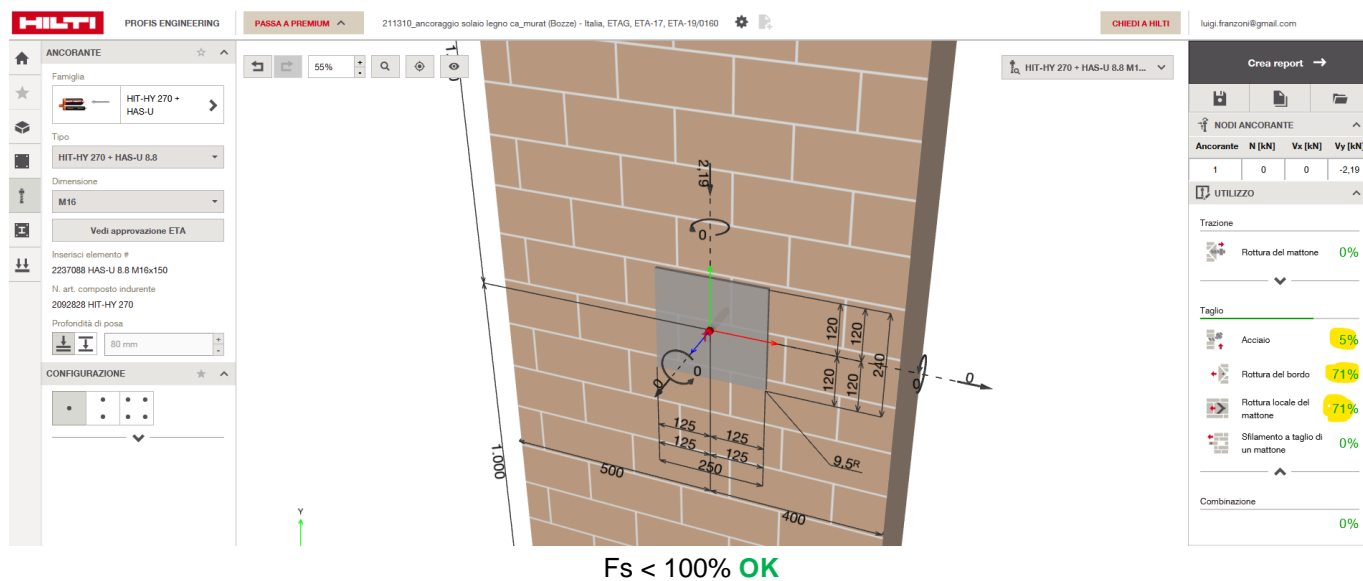 HILTI
PROFIS ENGINEERING
PASSA A PREMIUM
211310_ancoraggio solaio legno ca_murat (Bozze) - Italia, ETAG, ETA-17, ETA-19/0160
CHIEDI A HILTI
luigi.franzoni@gmail.com
ANCORANTE
Famiglia
HIT-HY 270 +
HAS-U
Tipo
HIT-HY 270 + HAS-U 8.8
Dimensione
M16
Vedi approvazione ETA
Inserisci elemento #
2237088 HAS-U 8.8 M16x150
N. art. composto indurente
2092828 HIT-HY 270
Profondità di posa
80 mm
CONFIGURAZIONE
55%
HIT-HY 270 + HAS-U 8.8 M1...
2,19
0
120
120
240
120
120
0
0
0
0
125
125
125
125
250
9,5R
1.000
500
400
Y
Crea report
NODI ANCORANTE
Ancorante N [kN] Vx [kN] Vy [kN]
1 0 0 -2,19
UTILIZZO
Trazione
Rottura del mattone 0%
Taglio
Acciaio 5%
Rottura del bordo 71%
Rottura locale del
mattone 71%
Sfilamento a taglio di
un mattone 0%
Combinazione
0%
Fs < 100% OK